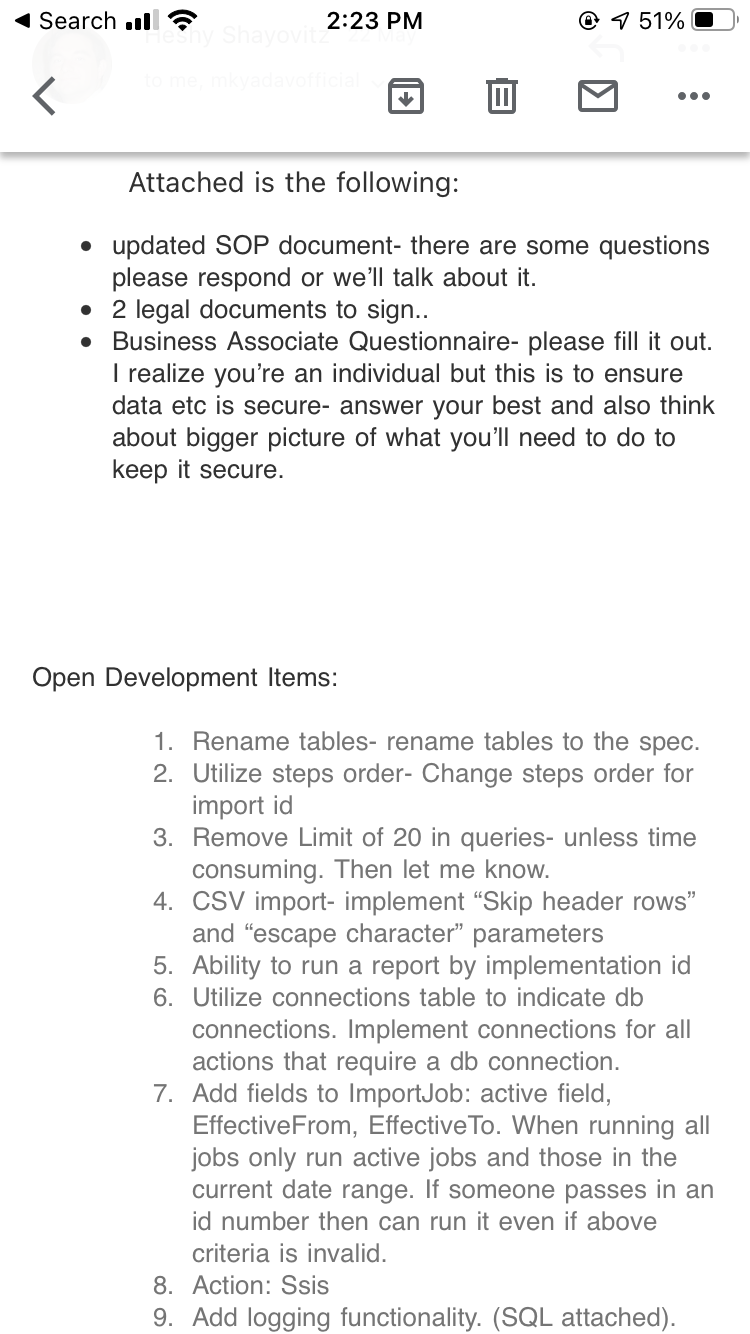 Search
2:23 PM
51%
Heshy Shayovitz 22 May
to me, mkyadavofficial
Attached is the following:
• updated SOP document- there are some questions
please respond or we’ll talk about it.
• 2 legal documents to sign..
• Business Associate Questionnaire- please fill it out.
I realize you’re an individual but this is to ensure
data etc is secure- answer your best and also think
about bigger picture of what you’ll need to do to
keep it secure.
Open Development Items:
1. Rename tables- rename tables to the spec.
2. Utilize steps order- Change steps order for
import id
3. Remove Limit of 20 in queries- unless time
consuming. Then let me know.
4. CSV import- implement “Skip header rows”
and “escape character” parameters
5. Ability to run a report by implementation id
6. Utilize connections table to indicate db
connections. Implement connections for all
actions that require a db connection.
7. Add fields to ImportJob: active field,
EffectiveFrom, EffectiveTo. When running all
jobs only run active jobs and those in the
current date range. If someone passes in an
id number then can run it even if above
criteria is invalid.
8. Action: Ssis
9. Add logging functionality. (SQL attached).